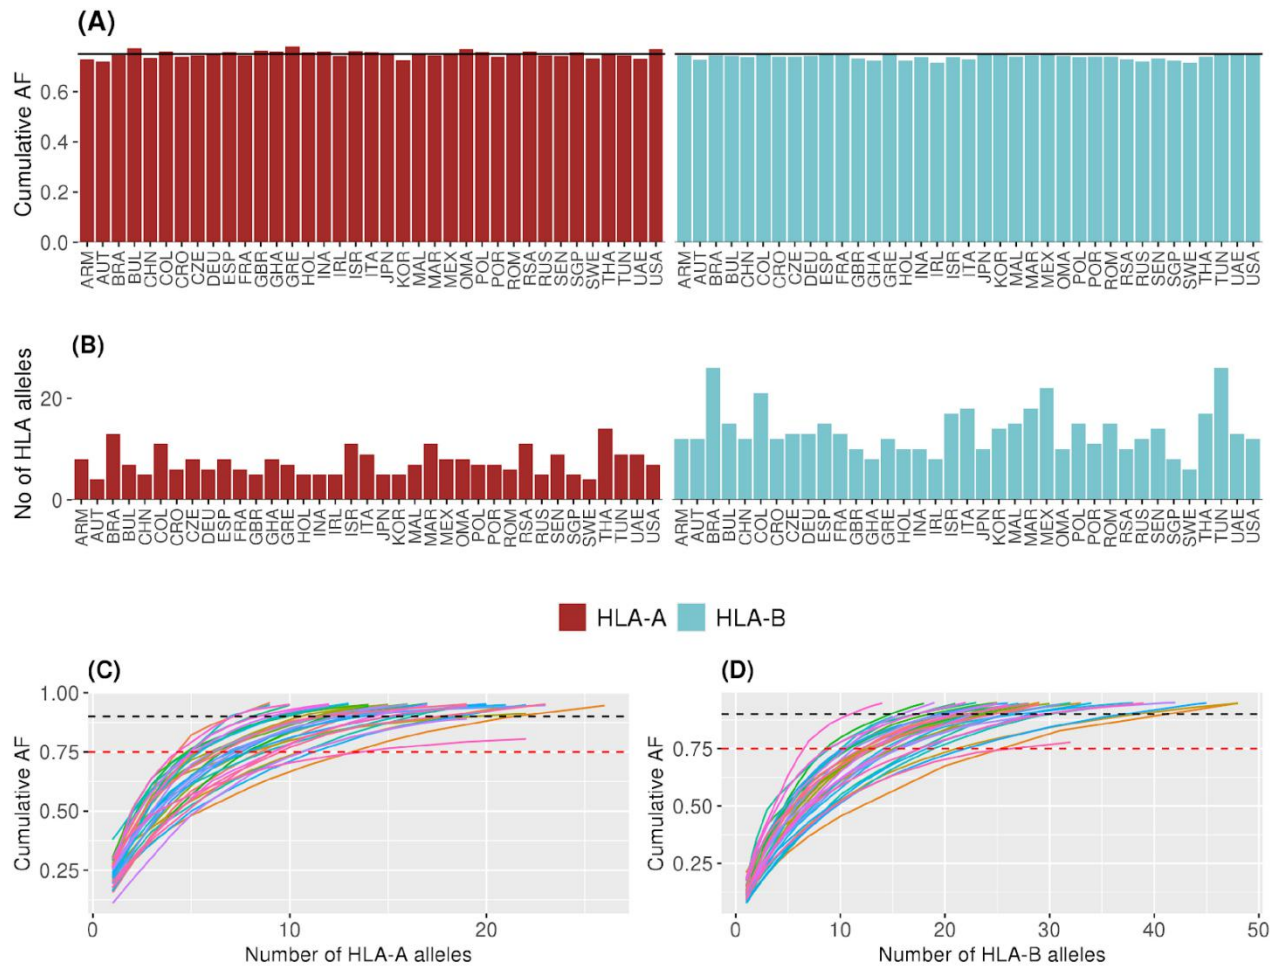 (A)
Cumulative AF
0.6
0.4
0.2
0.0
ARM AUT BRA BUL CHN COL CRO CZE DEU ESP FRA GBR GHA GRE HOL INA IRL ISR ITA JPN KOR MAL MAR MEX OMA POL POR ROM RSA RUS SEN SGP SWE THA TUN UAE USA
ARM AUT BRA BUL CHN COL CRO CZE DEU ESP FRA GBR GHA GRE HOL INA IRL ISR ITA JPN KOR MAL MAR MEX OMA POL POR ROM RSA RUS SEN SGP SWE THA TUN UAE USA
(B)
No of HLA alleles
20
0
ARM AUT BRA BUL CHN COL CRO CZE DEU ESP FRA GBR GHA GRE HOL INA IRL ISR ITA JPN KOR MAL MAR MEX OMA POL POR ROM RSA RUS SEN SGP SWE THA TUN UAE USA
ARM AUT BRA BUL CHN COL CRO CZE DEU ESP FRA GBR GHA GRE HOL INA IRL ISR ITA JPN KOR MAL MAR MEX OMA POL POR ROM RSA RUS SEN SGP SWE THA TUN UAE USA
HLA-A HLA-B
(C)
Cumulative AF
1.00
0.75
0.50
0.25
0 10 20
Number of HLA-A alleles
(D)
Cumulative AF
0.75
0.50
0.25
0 10 20 30 40 50
Number of HLA-B alleles